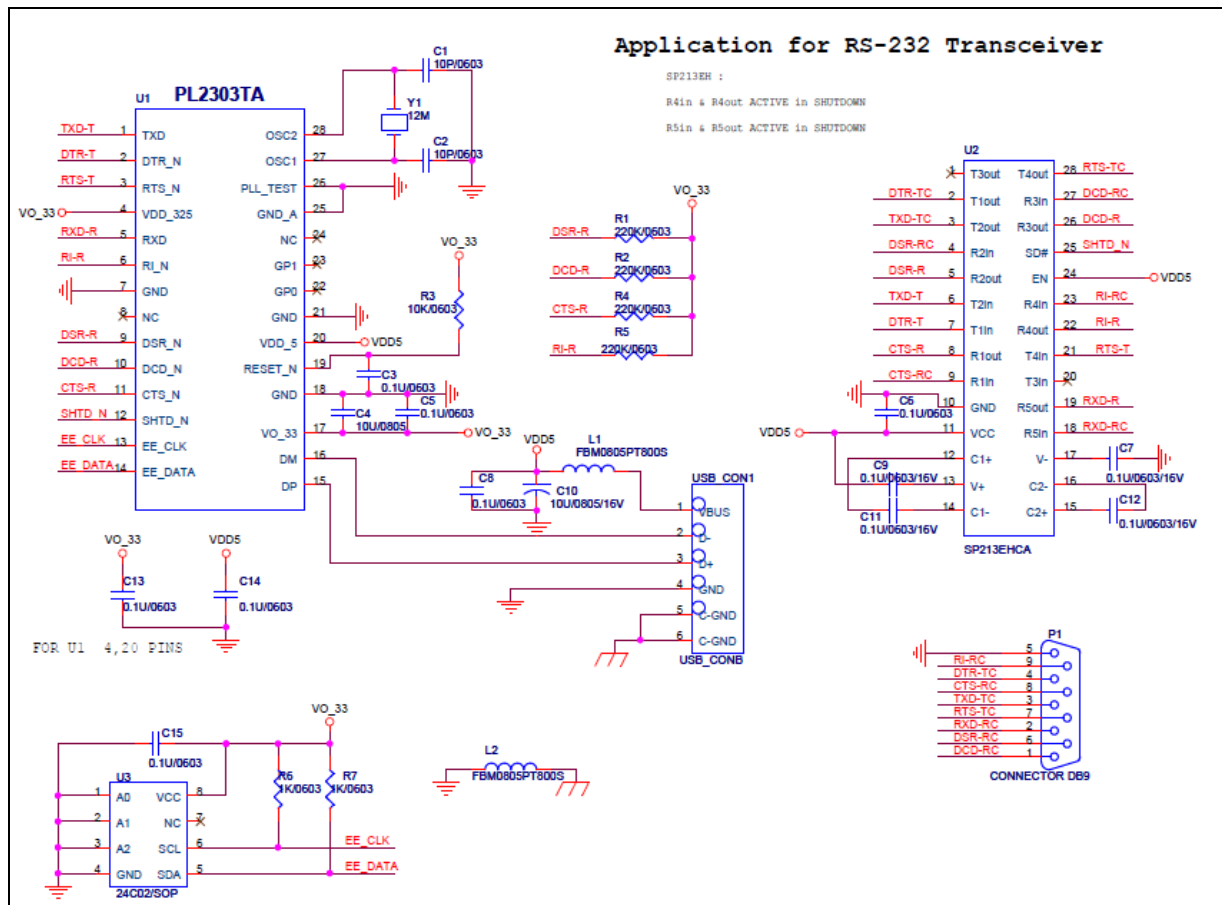 Application for RS-232 Transceiver
SP213EH :
R4in & R4out ACTIVE in SHUTDOWN
R5in & R5out ACTIVE in SHUTDOWN
U1
PL2303TA
TXD-T 1 TXD OSC2 28
DTR-T 2 DTR_N OSC1 27
RTS-T 3 RTS_N PLL_TEST 26
VO_33 4 VDD_325 GND_A 25
RXD-R 5 RXD NC 24
RI-R 6 RI_N GP1 23
7 GND GP0 22
8 NC GND 21
DSR-R 9 DSR_N VDD_5 20 VDD5
DCD-R 10 DCD_N RESET_N 19
CTS-R 11 CTS_N GND 18
SHTD_N 12 SHTD_N VO_33 17 VO_33
EE_CLK 13 EE_CLK DM 16
EE_DATA 14 EE_DATA DP 15
C1
10P/0603
Y1
12M
C2
10P/0603
VO_33
R3
10K/0603
C3
0.1U/0603
C4
10U/0805
C5
0.1U/0603
VO_33
DSR-R R1
220K/0603
DCD-R R2
220K/0603
CTS-R R4
220K/0603
RI-R R5
220K/0603
U2
1 T3out T4out 28 RTS-TC
DTR-TC 2 T1out R3in 27 DCD-RC
TXD-TC 3 T2out R3out 26 DCD-R
DSR-RC 4 R2in SD# 25 SHTD_N
DSR-R 5 R2out EN 24 VDD5
TXD-T 6 T2in R4in 23 RI-RC
DTR-T 7 T1in R4out 22 RI-R
CTS-R 8 R1out T4in 21 RTS-T
CTS-RC 9 R1in T3in 20
10 GND R5out 19 RXD-R
VDD5 11 VCC R5in 18 RXD-RC
12 C1+ V- 17
13 V+ C2- 16
14 C1- C2+ 15
SP213EHCA
C6
0.1U/0603
C9
0.1U/0603/16V
C11
0.1U/0603/16V
C7
0.1U/0603/16V
C12
0.1U/0603/16V
VDD5
L1
FBM0805PT800S
C8
0.1U/0603
C10
10U/0805/16V
USB_CON1
1 VBUS
2 D-
3 D+
4 GND
5 C-GND
6 C-GND
USB_CONB
VO_33
C13
0.1U/0603
VDD5
C14
0.1U/0603
FOR U1 4,20 PINS
P1
5
RI-RC 9
DTR-TC 4
CTS-RC 8
TXD-TC 3
RTS-TC 7
RXD-RC 2
DSR-RC 6
DCD-RC 1
CONNECTOR DB9
VO_33
C15
0.1U/0603
R6
1K/0603
R7
1K/0603
U3
1 A0 VCC 8
2 A1 NC 7
3 A2 SCL 6 EE_CLK
4 GND SDA 5 EE_DATA
24C02/SOP
L2
FBM0805PT800S